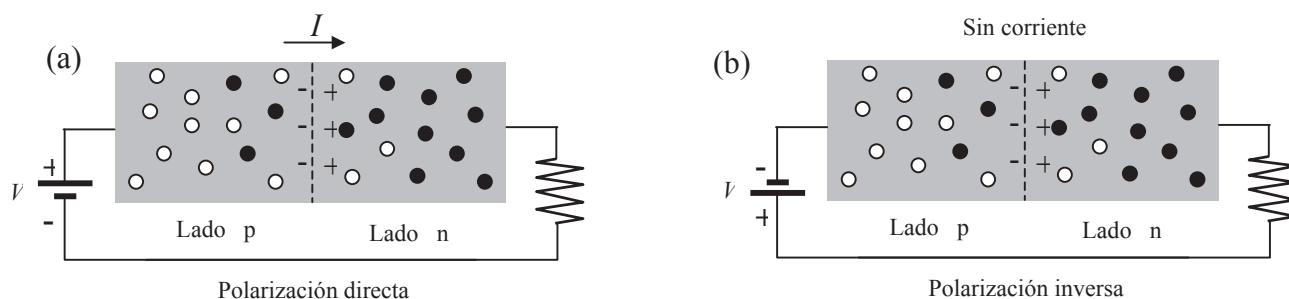 (a)
I
+
-
V
- +
- +
- +
Lado p
Lado n
Polarización directa
(b)
Sin corriente
-
+
V
- +
- +
- +
Lado p
Lado n
Polarización inversa